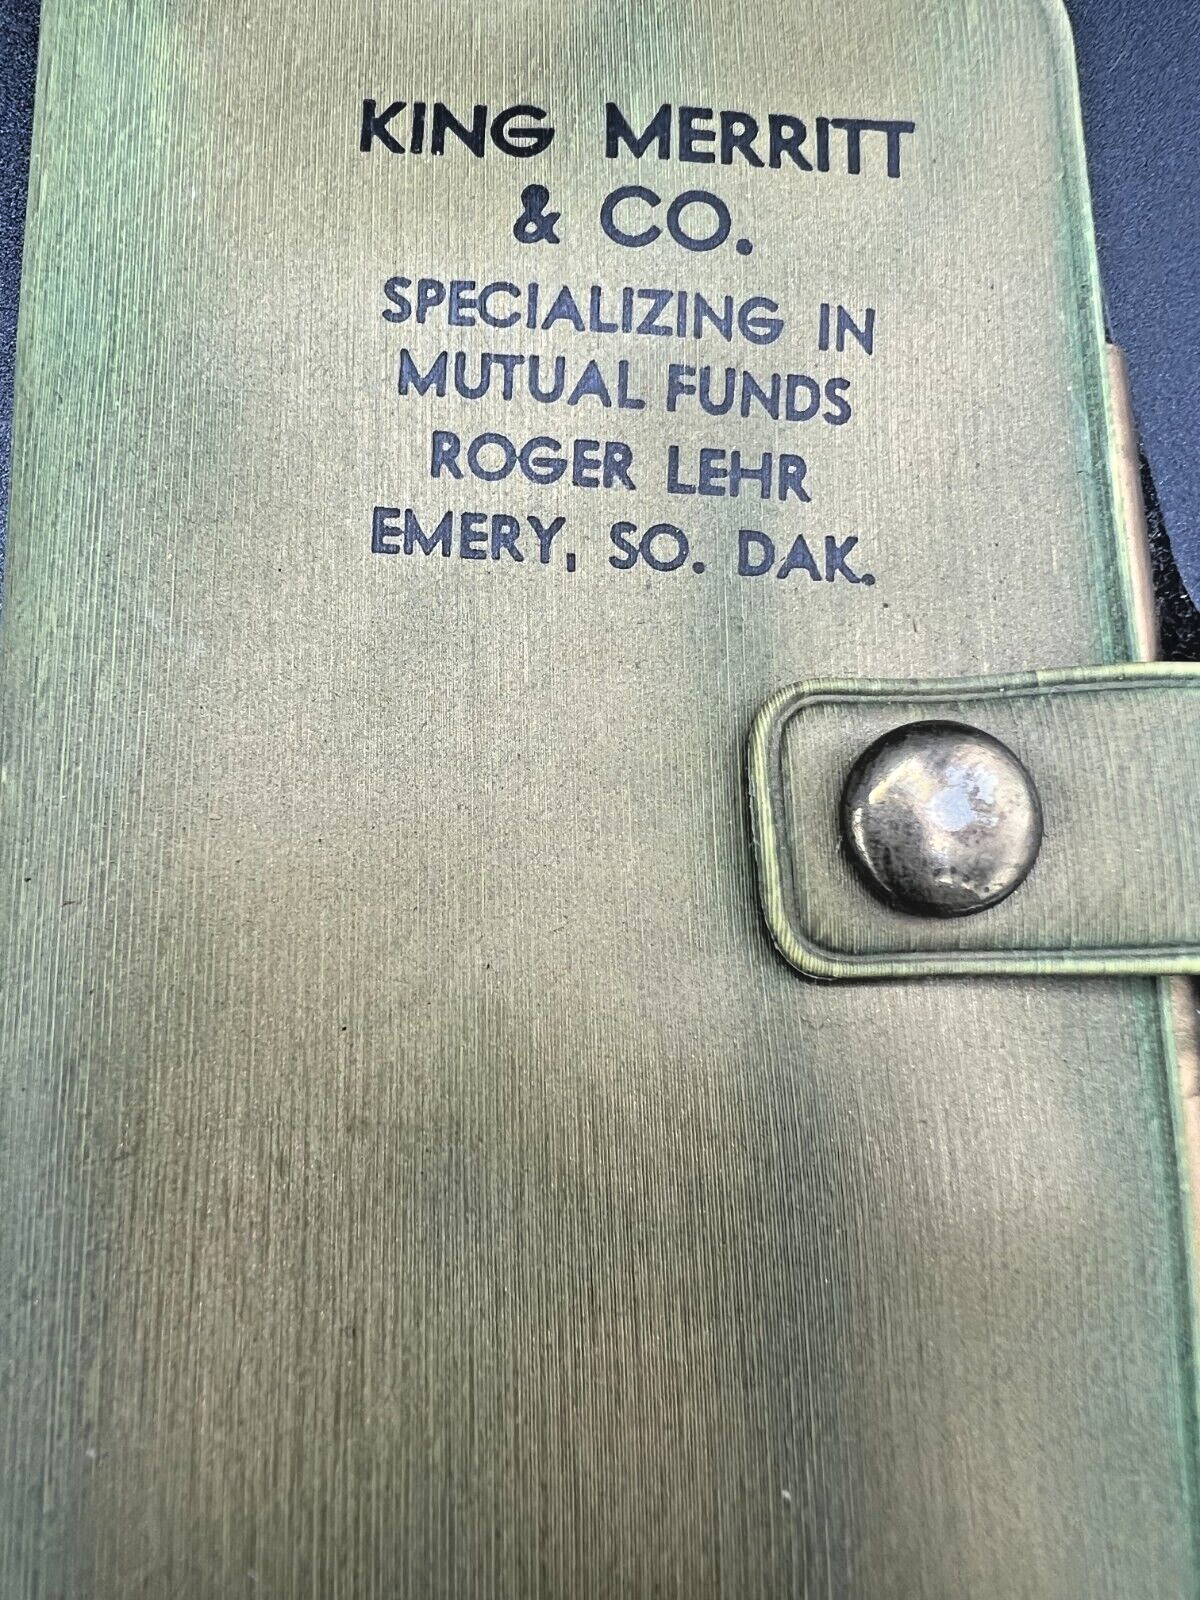 KING MERRITT
& CO.
SPECIALIZING IN
MUTUAL FUNDS
ROGER LEHR
EMERY, SO. DAK.